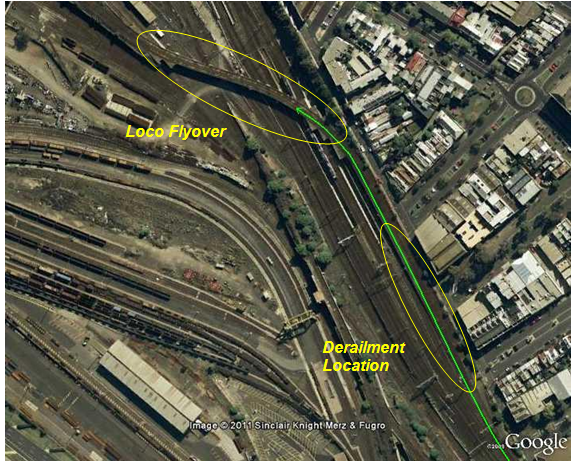 Loco Flyover
Derailment
Location
Image © 2011 Sinclair Knight Merz & Fugro
Google